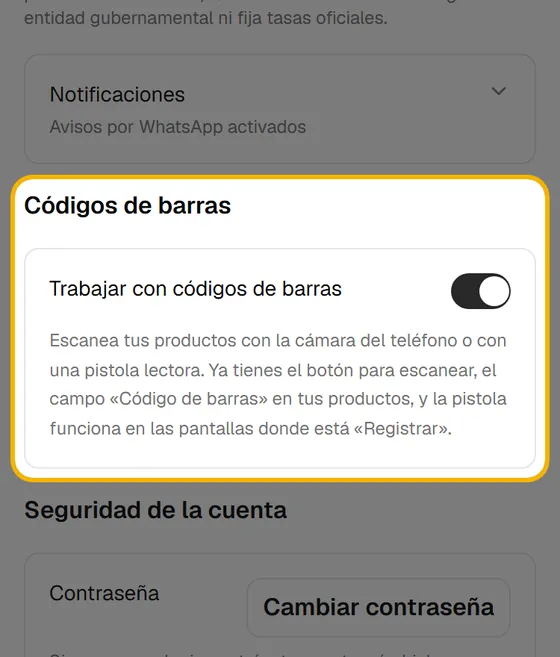 entidad gubernamental ni fija tasas oficiales.
Notificaciones
Avisos por WhatsApp activados
Códigos de barras
Trabajar con códigos de barras
Escanea tus productos con la cámara del teléfono o con
una pistola lectora. Ya tienes el botón para escanear, el
campo «Código de barras» en tus productos, y la pistola
funciona en las pantallas donde está «Registrar».
Seguridad de la cuenta
Contraseña
Cambiar contraseña